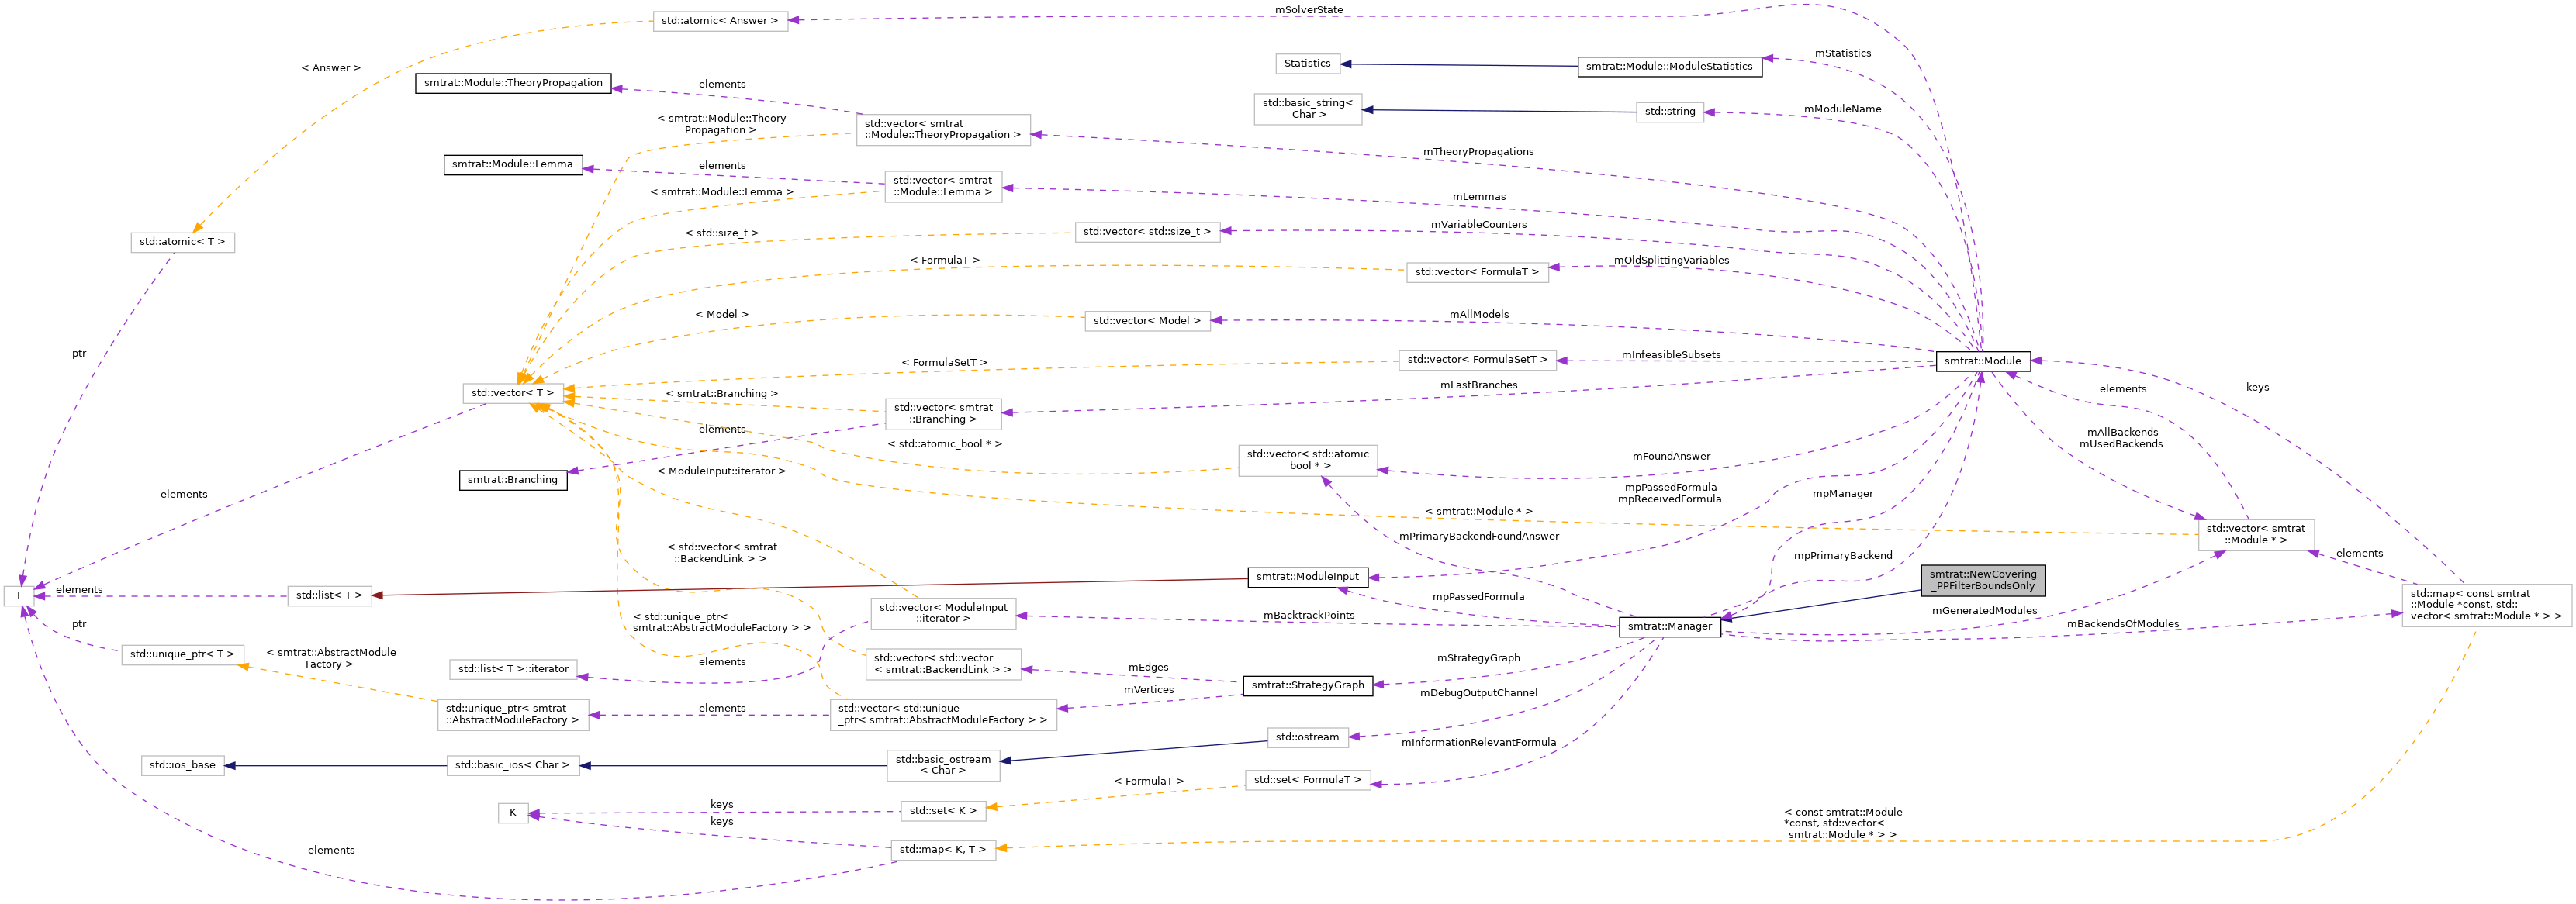 std::atomic< Answer >
mSolverState
< Answer >
smtrat::Module::TheoryPropagation
elements
Statistics
smtrat::Module::ModuleStatistics
mStatistics
std::basic_string<
Char >
std::string
mModuleName
< smtrat::Module::Theory
Propagation >
std::vector< smtrat
::Module::TheoryPropagation >
mTheoryPropagations
smtrat::Module::Lemma
elements
std::vector< smtrat
::Module::Lemma >
mLemmas
< smtrat::Module::Lemma >
std::atomic< T >
< std::size_t >
std::vector< std::size_t >
mVariableCounters
< FormulaT >
std::vector< FormulaT >
mOldSplittingVariables
< Model >
std::vector< Model >
mAllModels
ptr
< FormulaSetT >
std::vector< FormulaSetT >
mInfeasibleSubsets
smtrat::Module
std::vector< T >
< smtrat::Branching >
std::vector< smtrat
::Branching >
mLastBranches
elements
keys
elements
< std::atomic_bool * >
mAllBackends
mUsedBackends
smtrat::Branching
< ModuleInput::iterator >
std::vector< std::atomic
_bool * >
mFoundAnswer
elements
mpPassedFormula
mpReceivedFormula
mpManager
< smtrat::Module * >
std::vector< smtrat
::Module * >
mPrimaryBackendFoundAnswer
< std::vector< smtrat
::BackendLink > >
mpPrimaryBackend
elements
T
elements
std::list< T >
smtrat::ModuleInput
smtrat::NewCovering
_PPFilterBoundsOnly
std::map< const smtrat
::Module *const, std::
vector< smtrat::Module * > >
mpPassedFormula
std::vector< ModuleInput
::iterator >
mBacktrackPoints
mGeneratedModules
smtrat::Manager
mBackendsOfModules
ptr
< std::unique_ptr<
smtrat::AbstractModuleFactory > >
std::unique_ptr< T >
< smtrat::AbstractModule
Factory >
std::list< T >::iterator
elements
std::vector< std::vector
< smtrat::BackendLink > >
mEdges
mStrategyGraph
smtrat::StrategyGraph
mVertices
mDebugOutputChannel
std::unique_ptr< smtrat
::AbstractModuleFactory >
elements
std::vector< std::unique
_ptr< smtrat::AbstractModuleFactory > >
std::ostream
mInformationRelevantFormula
std::ios_base
std::basic_ios< Char >
std::basic_ostream
< Char >
< FormulaT >
std::set< FormulaT >
K
keys
std::set< K >
keys
< const smtrat::Module
*const, std::vector<
smtrat::Module * > >
elements
std::map< K, T >